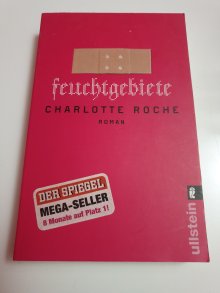 feuchtgebiete
CHARLOTTE ROCHE
ROMAN
DER SPIEGEL
MEGA-SELLER
8 Monate auf Platz 1!
ullstein